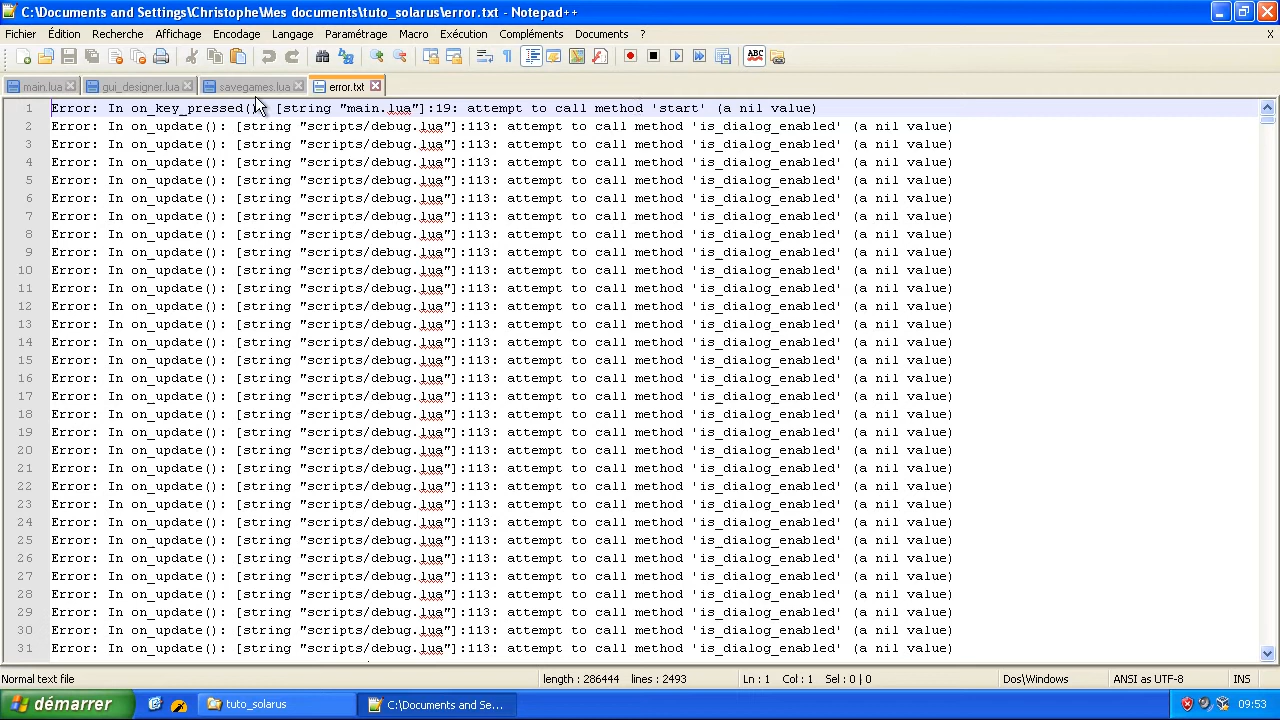 C:\Documents and Settings\Christophe\Mes documents\tuto_solarus\error.txt - Notepad++
Fichier Édition Recherche Affichage Encodage Langage Paramétrage Macro Exécution Compléments Documents ? X
main.lua gui_designer.lua savegames.lua error.txt
1 Error: In on_key_pressed(): [string "main.lua"]:19: attempt to call method 'start' (a nil value)
2 Error: In on_update(): [string "scripts/debug.lua"]:113: attempt to call method 'is_dialog_enabled' (a nil value)
3 Error: In on_update(): [string "scripts/debug.lua"]:113: attempt to call method 'is_dialog_enabled' (a nil value)
4 Error: In on_update(): [string "scripts/debug.lua"]:113: attempt to call method 'is_dialog_enabled' (a nil value)
5 Error: In on_update(): [string "scripts/debug.lua"]:113: attempt to call method 'is_dialog_enabled' (a nil value)
6 Error: In on_update(): [string "scripts/debug.lua"]:113: attempt to call method 'is_dialog_enabled' (a nil value)
7 Error: In on_update(): [string "scripts/debug.lua"]:113: attempt to call method 'is_dialog_enabled' (a nil value)
8 Error: In on_update(): [string "scripts/debug.lua"]:113: attempt to call method 'is_dialog_enabled' (a nil value)
9 Error: In on_update(): [string "scripts/debug.lua"]:113: attempt to call method 'is_dialog_enabled' (a nil value)
10 Error: In on_update(): [string "scripts/debug.lua"]:113: attempt to call method 'is_dialog_enabled' (a nil value)
11 Error: In on_update(): [string "scripts/debug.lua"]:113: attempt to call method 'is_dialog_enabled' (a nil value)
12 Error: In on_update(): [string "scripts/debug.lua"]:113: attempt to call method 'is_dialog_enabled' (a nil value)
13 Error: In on_update(): [string "scripts/debug.lua"]:113: attempt to call method 'is_dialog_enabled' (a nil value)
14 Error: In on_update(): [string "scripts/debug.lua"]:113: attempt to call method 'is_dialog_enabled' (a nil value)
15 Error: In on_update(): [string "scripts/debug.lua"]:113: attempt to call method 'is_dialog_enabled' (a nil value)
16 Error: In on_update(): [string "scripts/debug.lua"]:113: attempt to call method 'is_dialog_enabled' (a nil value)
17 Error: In on_update(): [string "scripts/debug.lua"]:113: attempt to call method 'is_dialog_enabled' (a nil value)
18 Error: In on_update(): [string "scripts/debug.lua"]:113: attempt to call method 'is_dialog_enabled' (a nil value)
19 Error: In on_update(): [string "scripts/debug.lua"]:113: attempt to call method 'is_dialog_enabled' (a nil value)
20 Error: In on_update(): [string "scripts/debug.lua"]:113: attempt to call method 'is_dialog_enabled' (a nil value)
21 Error: In on_update(): [string "scripts/debug.lua"]:113: attempt to call method 'is_dialog_enabled' (a nil value)
22 Error: In on_update(): [string "scripts/debug.lua"]:113: attempt to call method 'is_dialog_enabled' (a nil value)
23 Error: In on_update(): [string "scripts/debug.lua"]:113: attempt to call method 'is_dialog_enabled' (a nil value)
24 Error: In on_update(): [string "scripts/debug.lua"]:113: attempt to call method 'is_dialog_enabled' (a nil value)
25 Error: In on_update(): [string "scripts/debug.lua"]:113: attempt to call method 'is_dialog_enabled' (a nil value)
26 Error: In on_update(): [string "scripts/debug.lua"]:113: attempt to call method 'is_dialog_enabled' (a nil value)
27 Error: In on_update(): [string "scripts/debug.lua"]:113: attempt to call method 'is_dialog_enabled' (a nil value)
28 Error: In on_update(): [string "scripts/debug.lua"]:113: attempt to call method 'is_dialog_enabled' (a nil value)
29 Error: In on_update(): [string "scripts/debug.lua"]:113: attempt to call method 'is_dialog_enabled' (a nil value)
30 Error: In on_update(): [string "scripts/debug.lua"]:113: attempt to call method 'is_dialog_enabled' (a nil value)
31 Error: In on_update(): [string "scripts/debug.lua"]:113: attempt to call method 'is_dialog_enabled' (a nil value)
Normal text file length : 286444 lines : 2493 Ln : 1 Col : 1 Sel : 0 | 0 Dos\Windows ANSI as UTF-8 INS
démarrer tuto_solarus C:\Documents and Se... 09:53